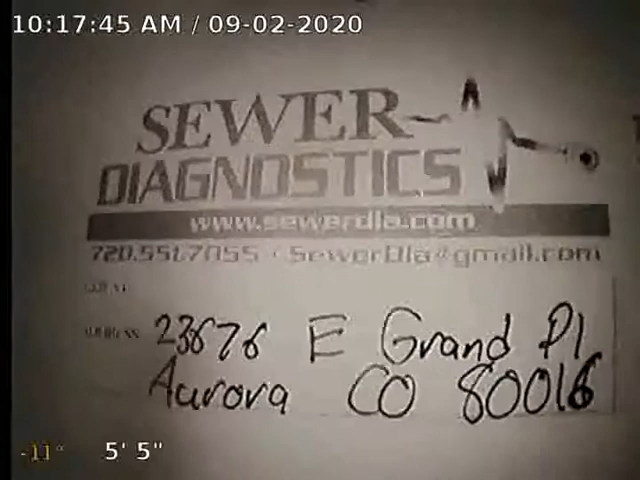 10:17:45 AM / 09-02-2020
SEWER
DIAGNOSTICS
www.sewerdia.com
720.551.7055 · SewerDia@gmail.com
23676 E Grand Pl
Aurora CO 80016
-11° 5' 5"